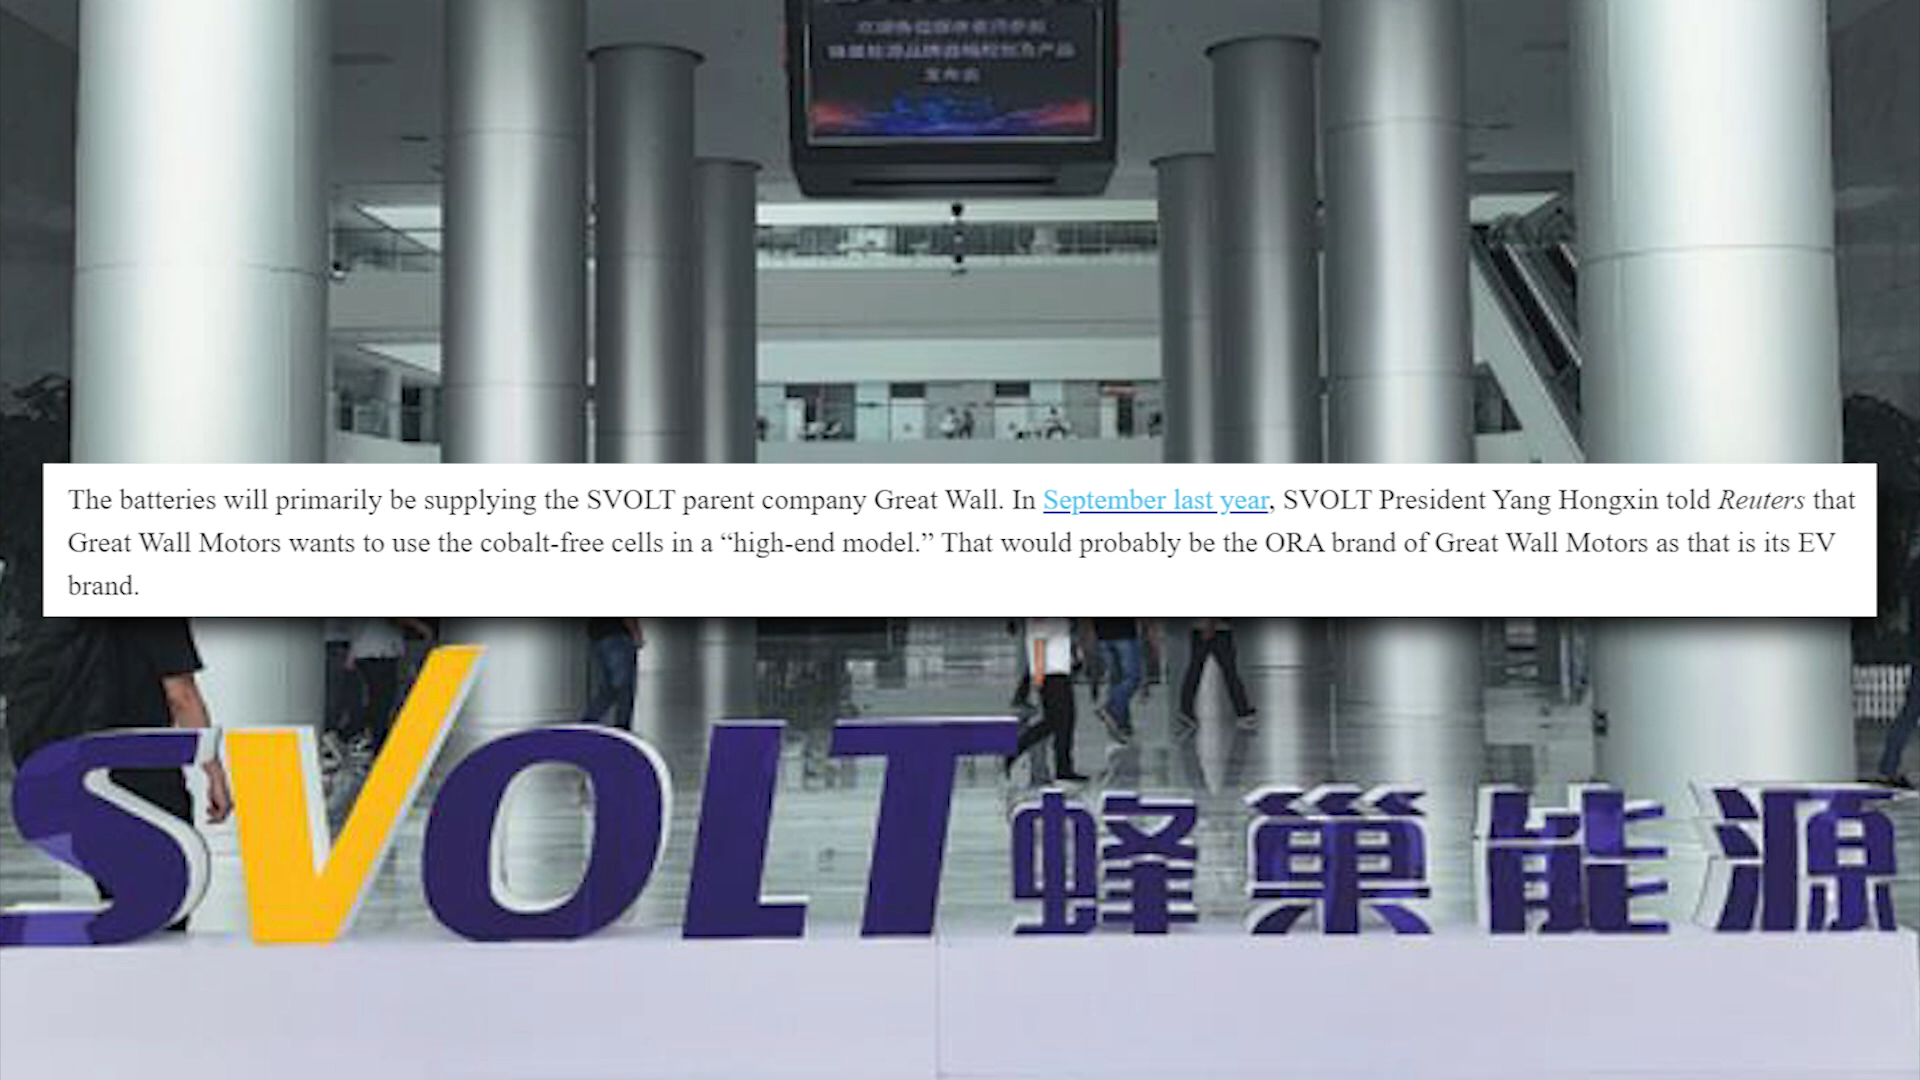 The batteries will primarily be supplying the SVOLT parent company Great Wall. In September last year, SVOLT President Yang Hongxin told Reuters that
Great Wall Motors wants to use the cobalt-free cells in a “high-end model.” That would probably be the ORA brand of Great Wall Motors as that is its EV
brand.
SVOLT 蜂巢能源